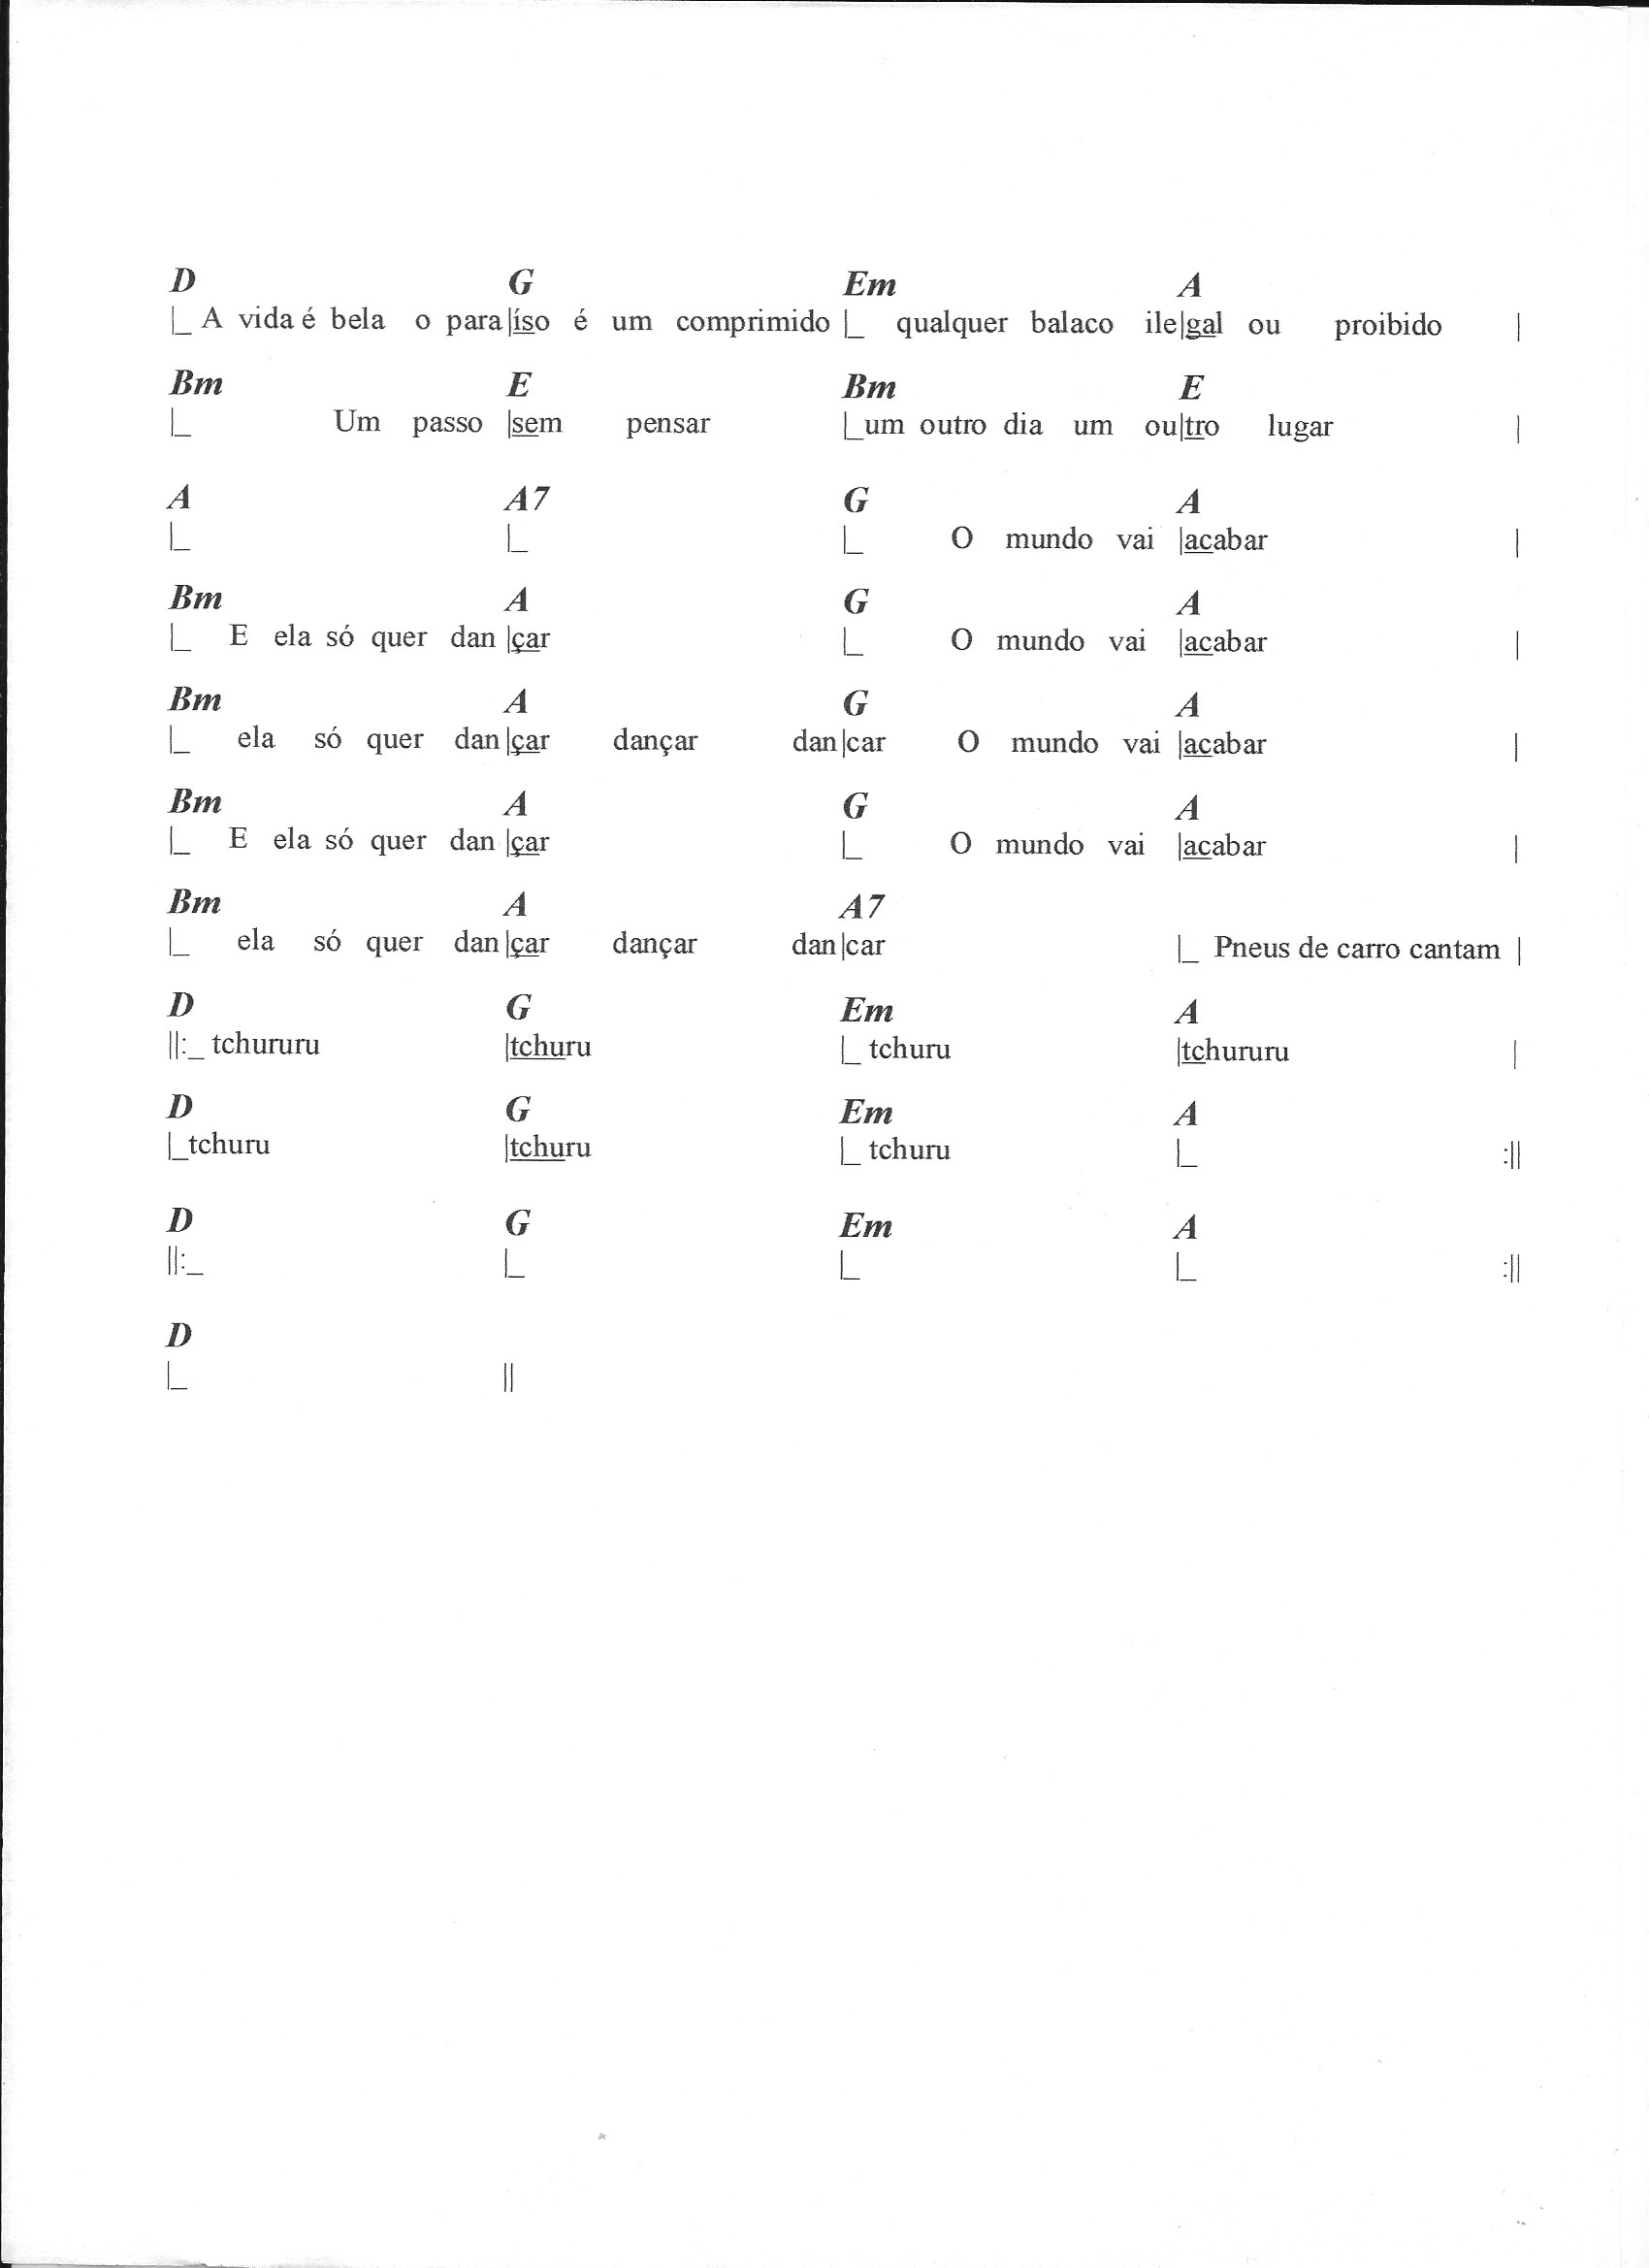 D G Em A
|_ A vida é bela o para|íso é um comprimido |_ qualquer balaco ile|gal ou proibido |
Bm E Bm E
|_ Um passo |sem pensar |_um outro dia um ou|tro lugar |
A A7 G A
|_ |_ |_ O mundo vai |acabar |
Bm A G A
|_ E ela só quer dan |çar |_ O mundo vai |acabar |
Bm A G A
|_ ela só quer dan|çar dançar dan|car O mundo vai |acabar |
Bm A G A
|_ E ela só quer dan |çar |_ O mundo vai |acabar |
Bm A A7
|_ ela só quer dan|çar dançar dan|car |_ Pneus de carro cantam |
D G Em A
||:_ tchururu |tchuru |_ tchuru |tchururu |
D G Em A
|_tchuru |tchuru |_ tchuru |_ :||
D G Em A
||:_ |_ |_ |_ :||
D
|_ ||